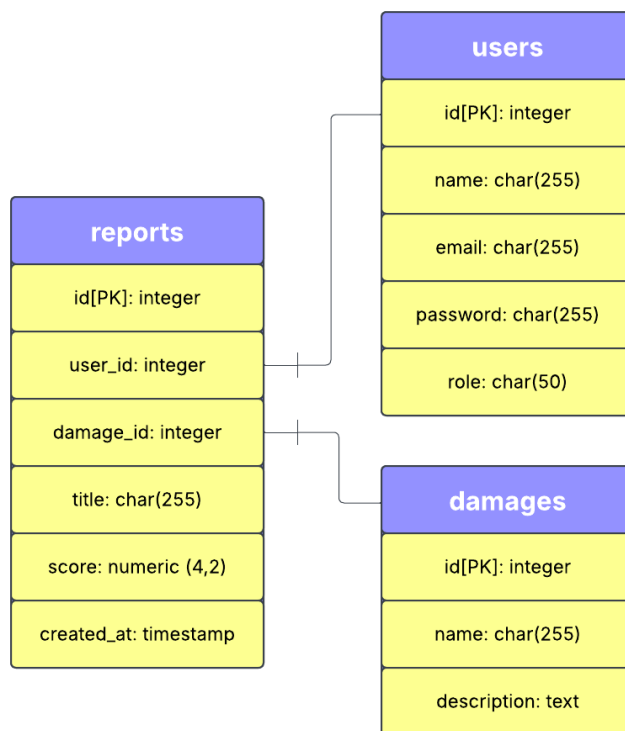 users
id[PK]: integer
name: char(255)
email: char(255)
password: char(255)
role: char(50)
reports
id[PK]: integer
user_id: integer
damage_id: integer
title: char(255)
score: numeric (4,2)
created_at: timestamp
damages
id[PK]: integer
name: char(255)
description: text